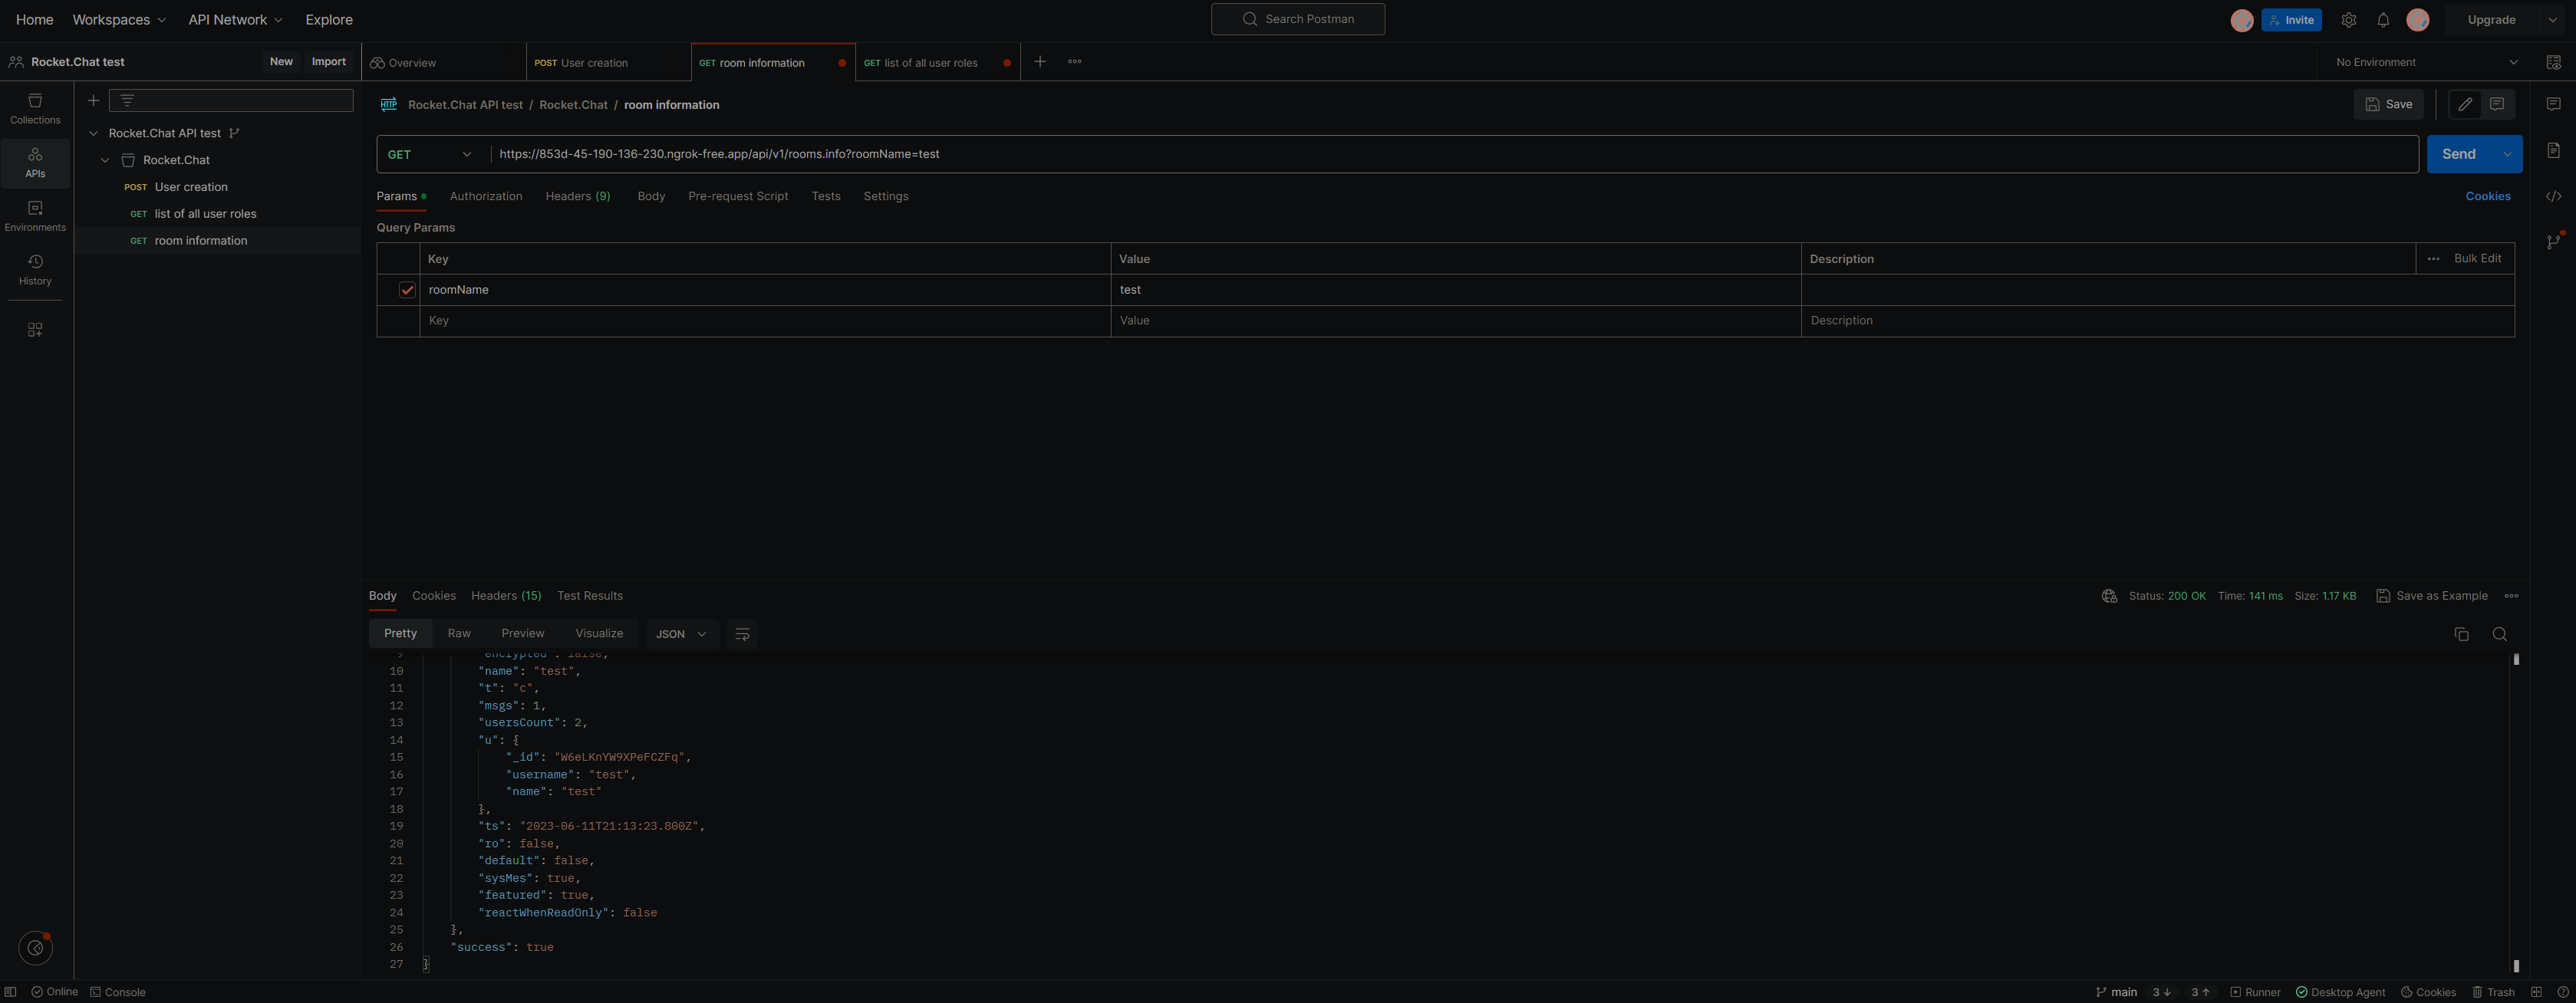 Home Workspaces API Network Explore Search Postman Invite Upgrade
Rocket.Chat test New Import Overview POST User creation GET room information GET list of all user roles No Environment
Collections
APIs
Environments
History
Rocket.Chat API test
Rocket.Chat
POST User creation
GET list of all user roles
GET room information
HTTP Rocket.Chat API test / Rocket.Chat / room information Save
GET https://853d-45-190-136-230.ngrok-free.app/api/v1/rooms.info?roomName=test Send
Params Authorization Headers (9) Body Pre-request Script Tests Settings Cookies
Query Params
Key Value Description Bulk Edit
roomName test
Key Value Description
Body Cookies Headers (15) Test Results Status: 200 OK Time: 141 ms Size: 1.17 KB Save as Example
Pretty Raw Preview Visualize JSON
9 "encrypted": false,
10 "name": "test",
11 "t": "c",
12 "msgs": 1,
13 "usersCount": 2,
14 "u": {
15 "_id": "W6eLKnYW9XPeFCZFq",
16 "username": "test",
17 "name": "test"
18 },
19 "ts": "2023-06-11T21:13:23.800Z",
20 "ro": false,
21 "default": false,
22 "sysMes": true,
23 "featured": true,
24 "reactWhenReadOnly": false
25 },
26 "success": true
27 }
Online Console main 3 ↓ 3 ↑ Runner Desktop Agent Cookies Trash